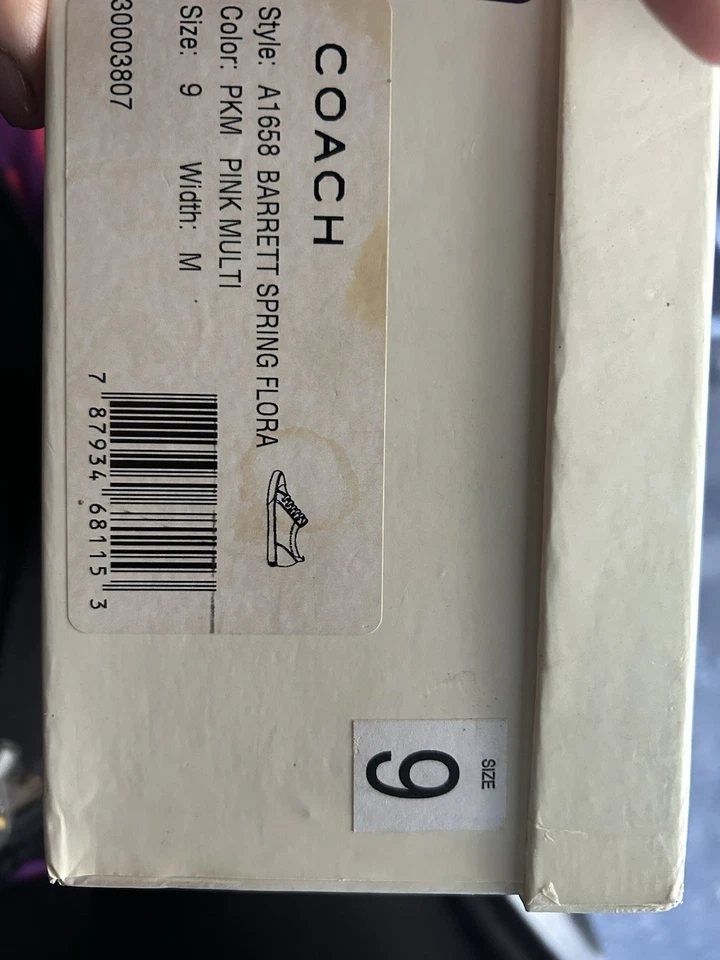 COACH
Style: A1658 BARRETT SPRING FLORA
Color: PKM PINK MULTI
Size: 9 Width: M
30003807
7 87934 68115 3
SIZE
9